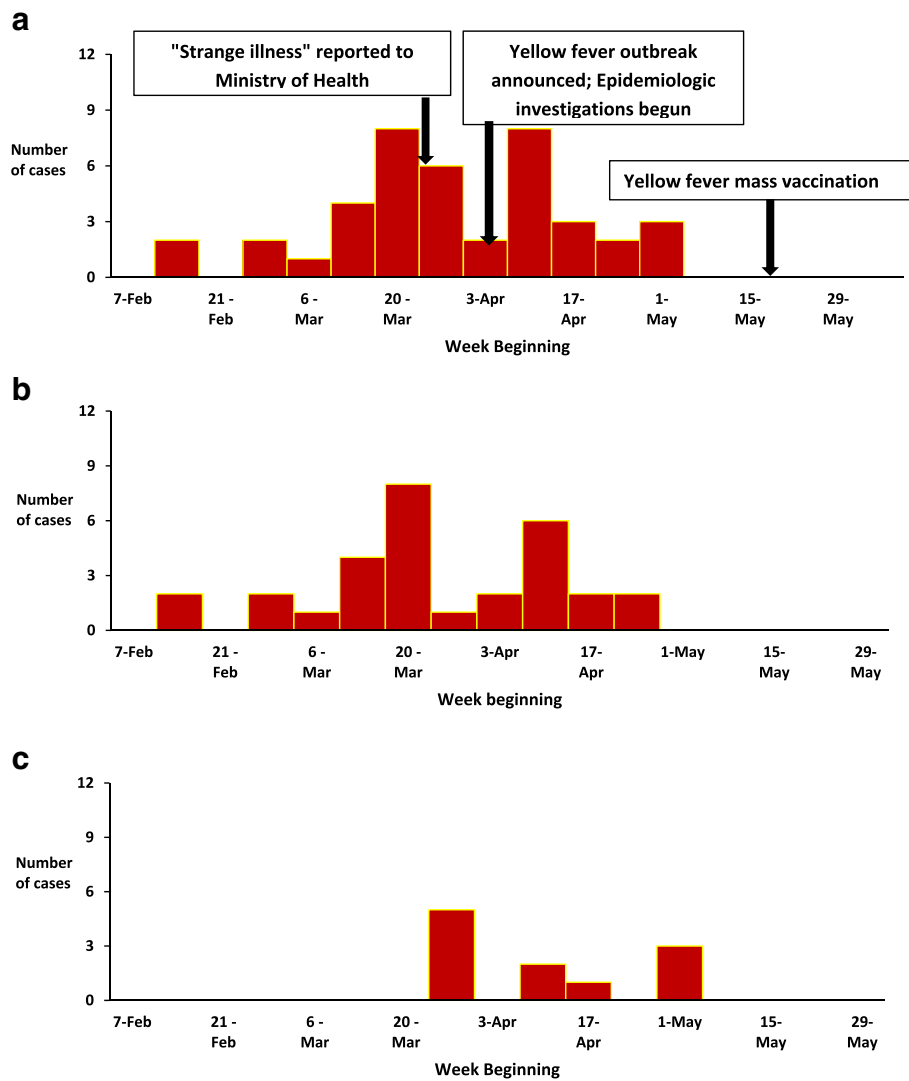 a
"Strange illness" reported to
Ministry of Health
Yellow fever outbreak
announced; Epidemiologic
investigations begun
Yellow fever mass vaccination
Number
of cases
12
9
6
3
0
7-Feb 21 - 6 - 20 - 3-Apr 17- 1- 15- 29-
Feb Mar Mar Apr May May May
Week Beginning
b
Number
of cases
12
9
6
3
0
7-Feb 21 - 6 - 20 - 3-Apr 17- 1-May 15- 29-
Feb Mar Mar Apr May May
Week beginning
c
Number
of cases
12
9
6
3
0
7-Feb 21 - 6 - 20 - 3-Apr 17- 1-May 15- 29-
Feb Mar Mar Apr May May
Week Beginning